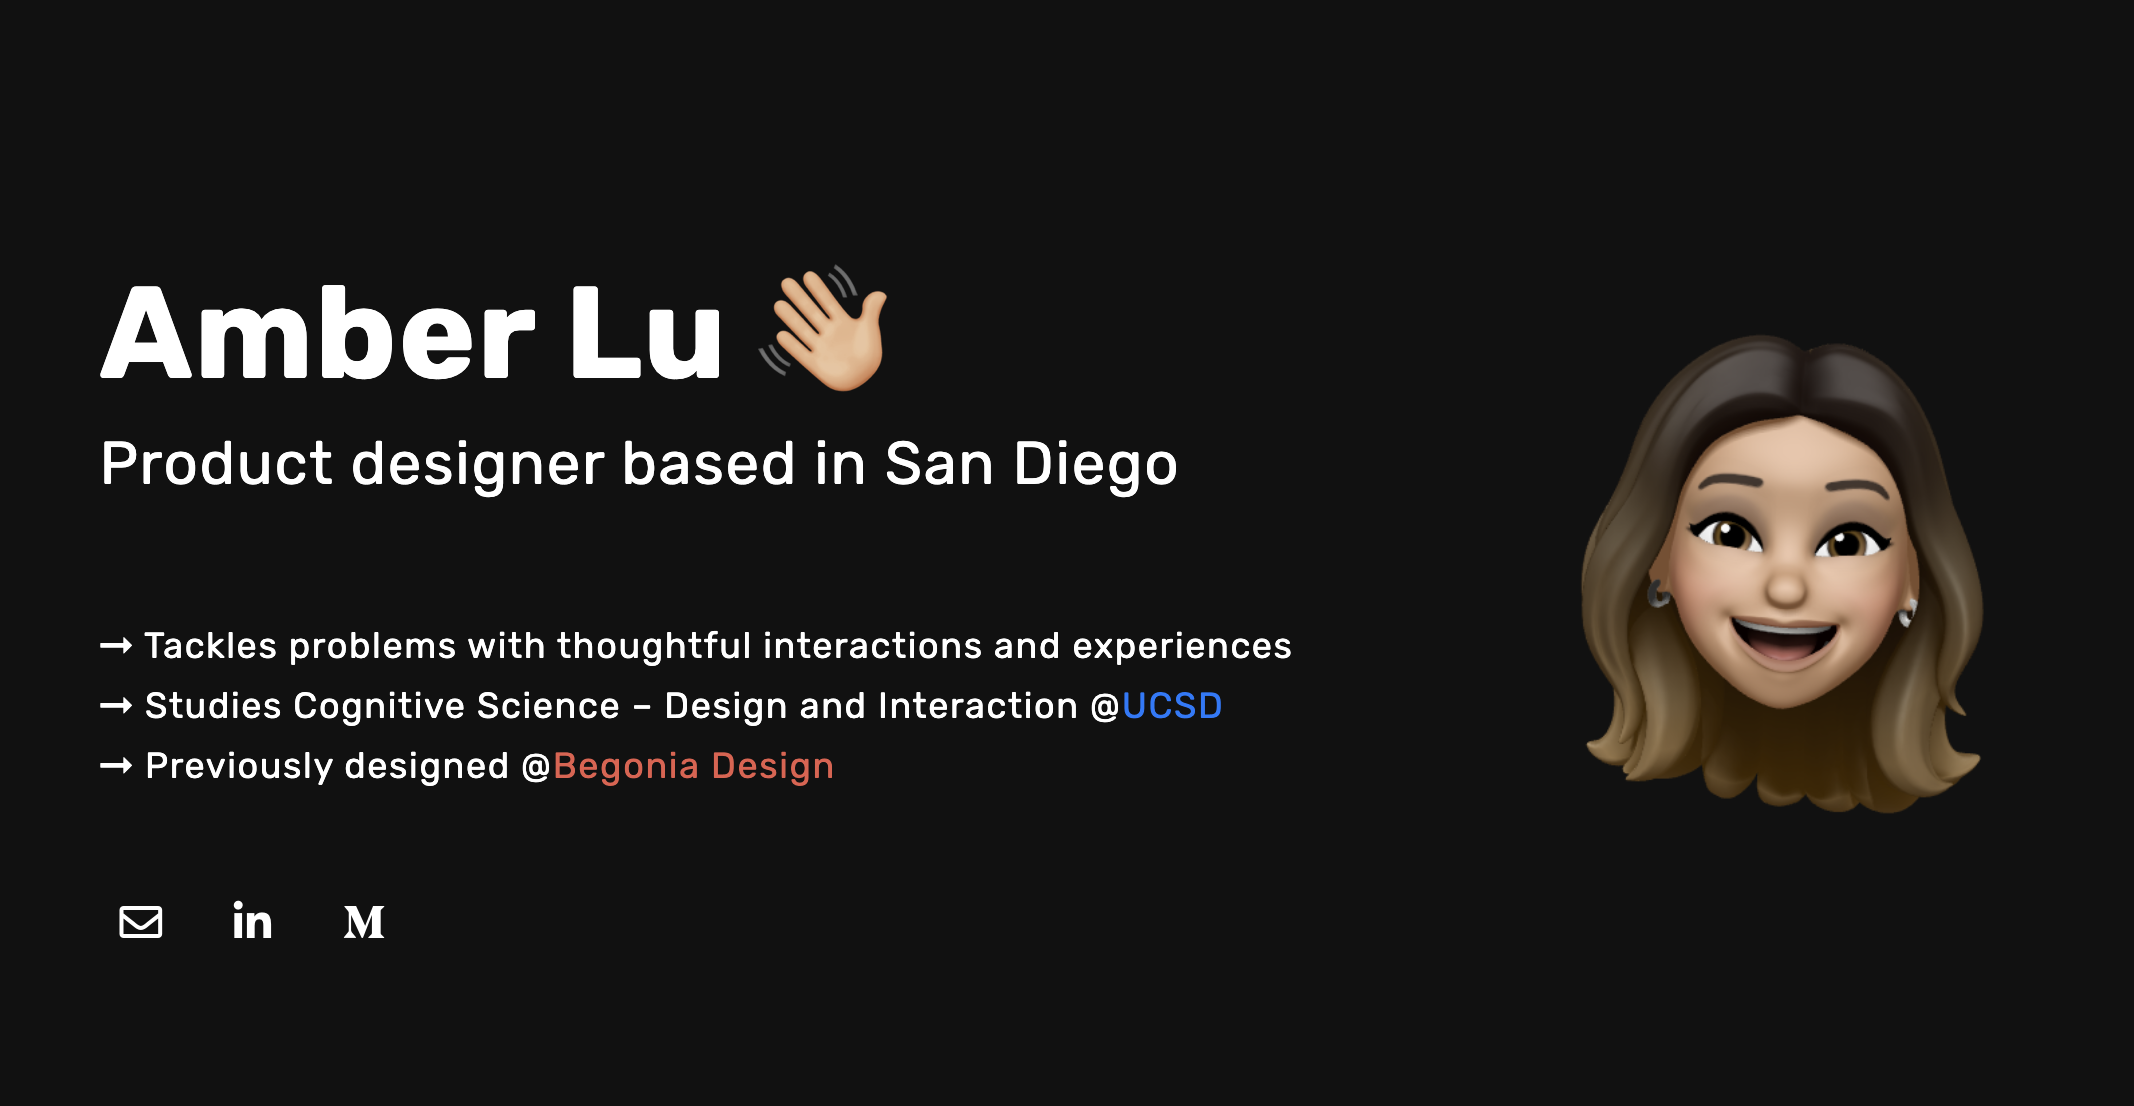 Amber Lu 👋🏼
Product designer based in San Diego
→ Tackles problems with thoughtful interactions and experiences
→ Studies Cognitive Science – Design and Interaction @UCSD
→ Previously designed @Begonia Design
in M